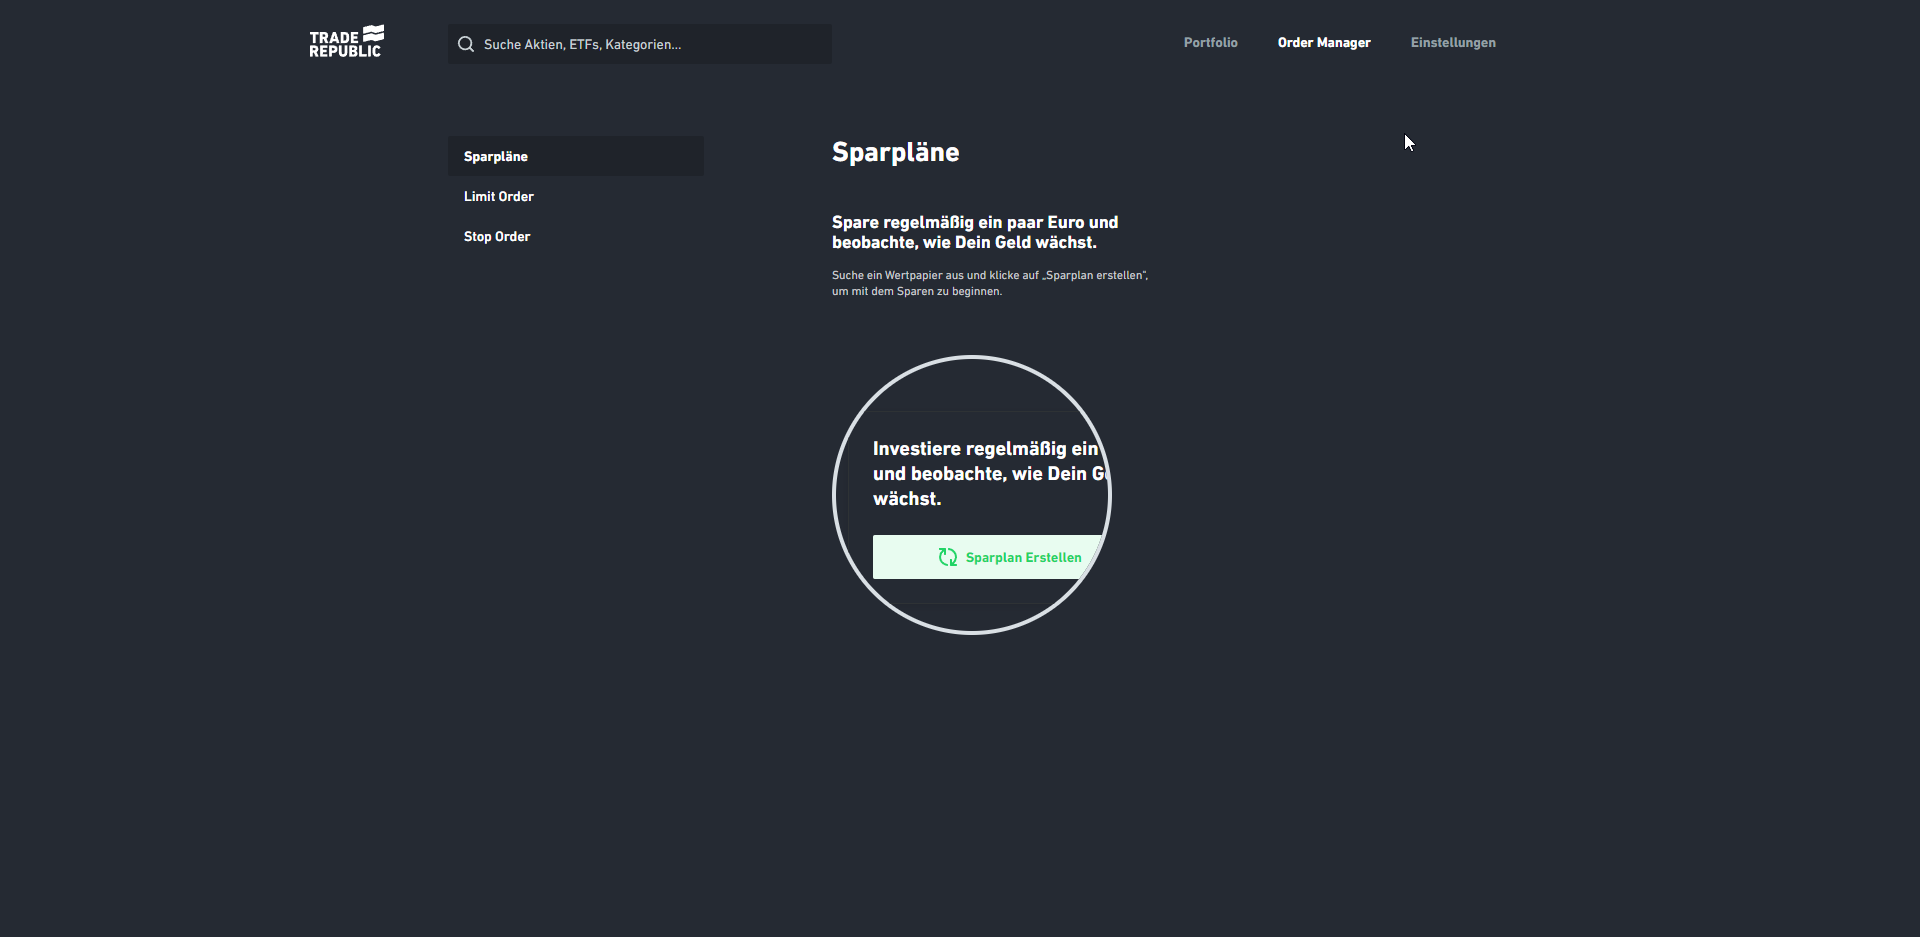 TRADE
REPUBLIC
Suche Aktien, ETFs, Kategorien...
Portfolio
Order Manager
Einstellungen
Sparpläne
Limit Order
Stop Order
Sparpläne
Spare regelmäßig ein paar Euro und
beobachte, wie Dein Geld wächst.
Suche ein Wertpapier aus und klicke auf „Sparplan erstellen“,
um mit dem Sparen zu beginnen.
Investiere regelmäßig ein
und beobachte, wie Dein
wächst.
Sparplan Erstellen